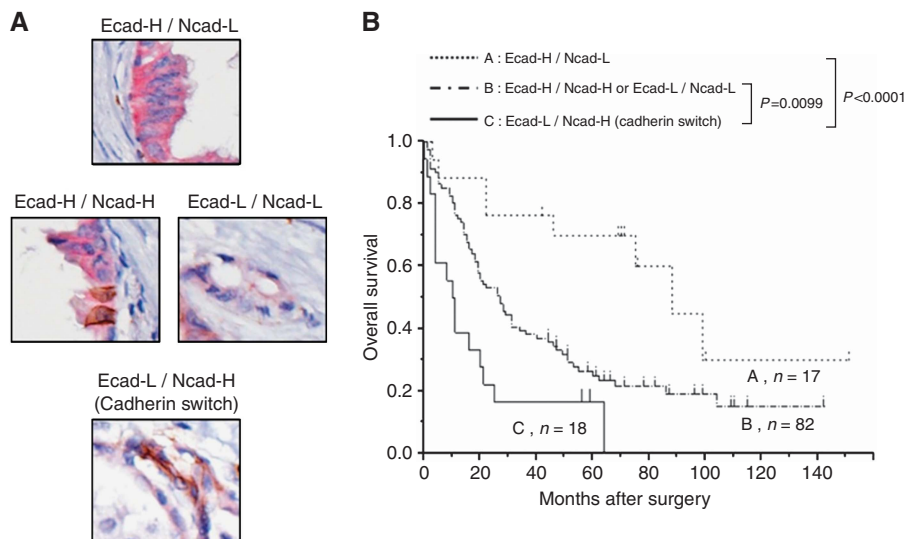 A
Ecad-H / Ncad-L
Ecad-H / Ncad-H
Ecad-L / Ncad-L
Ecad-L / Ncad-H
(Cadherin switch)
B
A : Ecad-H / Ncad-L
B : Ecad-H / Ncad-H or Ecad-L / Ncad-L
C : Ecad-L / Ncad-H (cadherin switch)
P=0.0099
P<0.0001
Overall survival
1.0
0.8
0.6
0.4
0.2
0.0
A , n = 17
B , n = 82
C , n = 18
0 20 40 60 80 100 120 140
Months after surgery